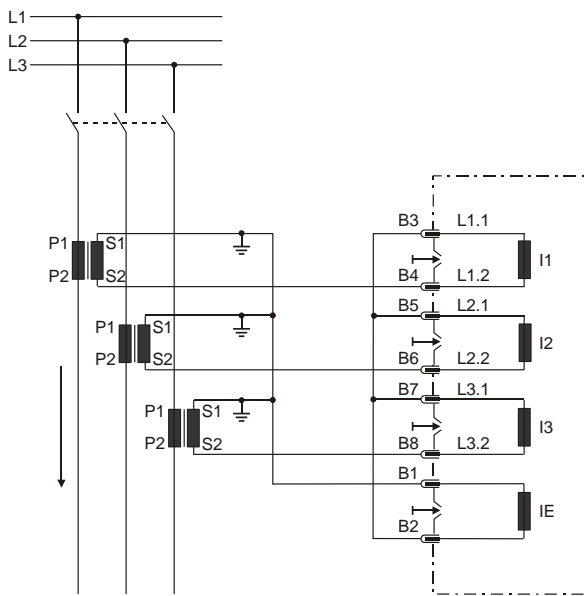 L1
L2
L3
B3 L1.1
P1 S1
I1
P2 S2
B4 L1.2
B5 L2.1
P1 S1
I2
P2 S2
B6 L2.2
B7 L3.1
P1 S1
I3
P2 S2
B8 L3.2
B1
IE
B2